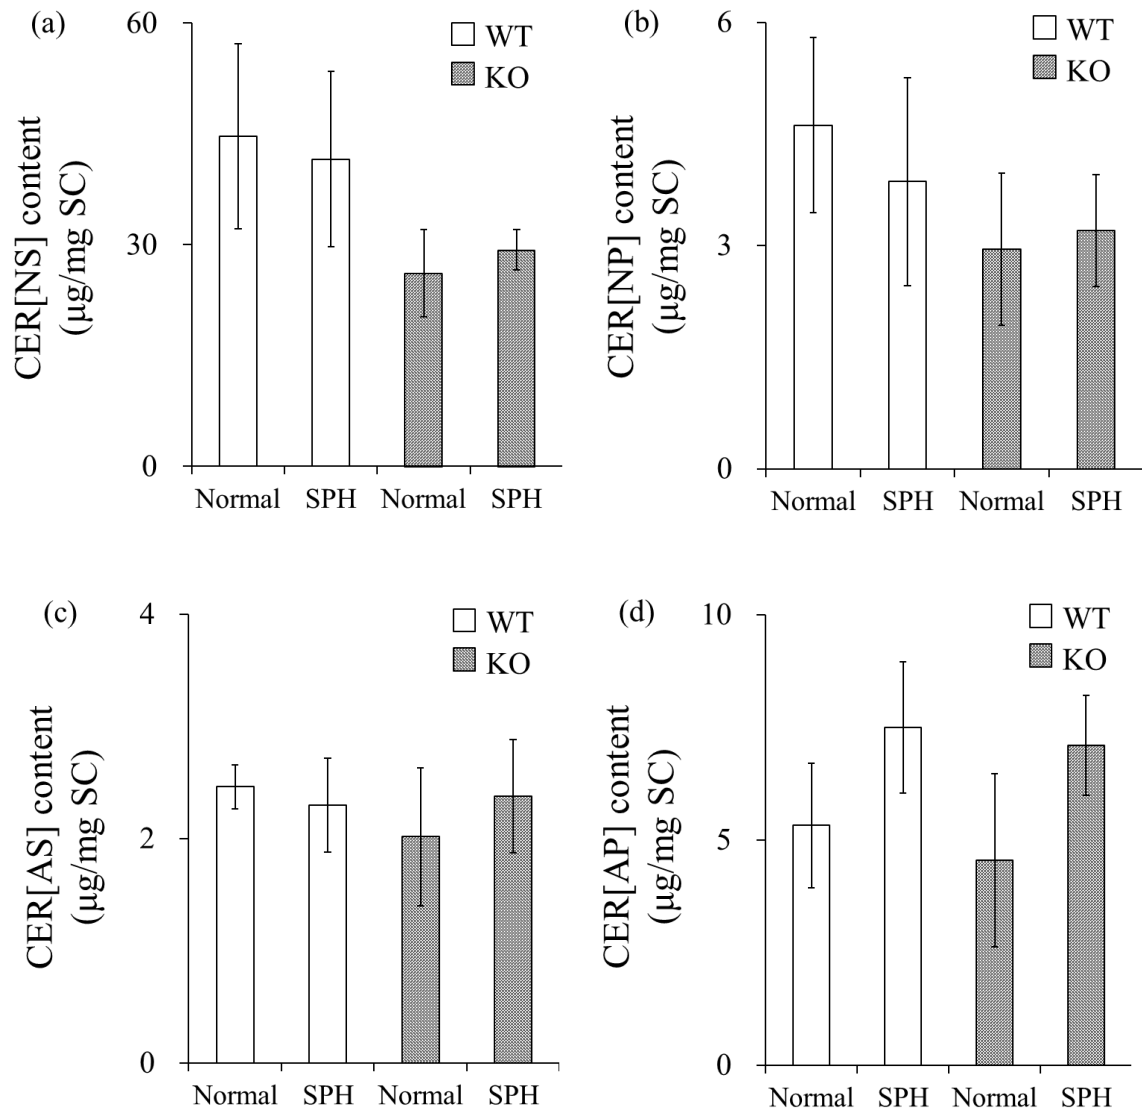 (a)
CER[NS] content
(μg/mg SC)
60
30
0
WT
KO
Normal SPH Normal SPH
(b)
CER[NP] content
(μg/mg SC)
6
3
0
WT
KO
Normal SPH Normal SPH
(c)
CER[AS] content
(μg/mg SC)
4
2
0
WT
KO
Normal SPH Normal SPH
(d)
CER[AP] content
(μg/mg SC)
10
5
0
WT
KO
Normal SPH Normal SPH